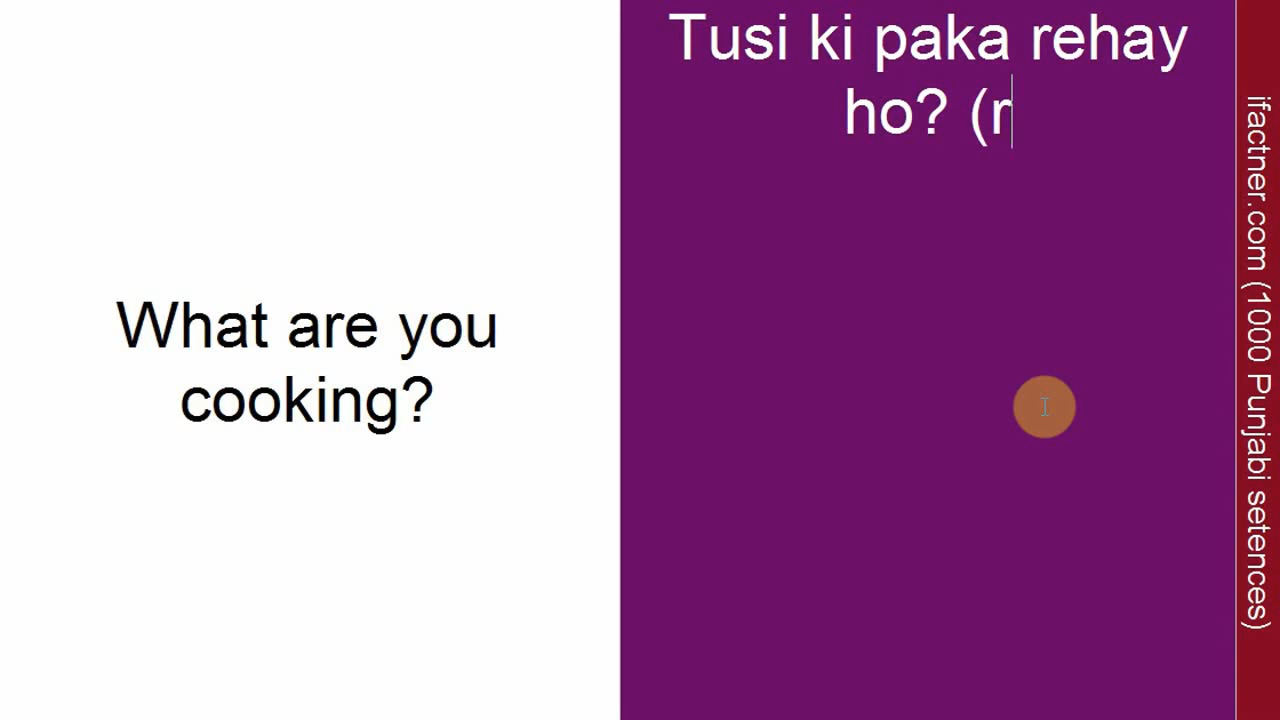 What are you
cooking?
Tusi ki paka rehay
ho? (r
ifactner.com (1000 Punjabi setences)